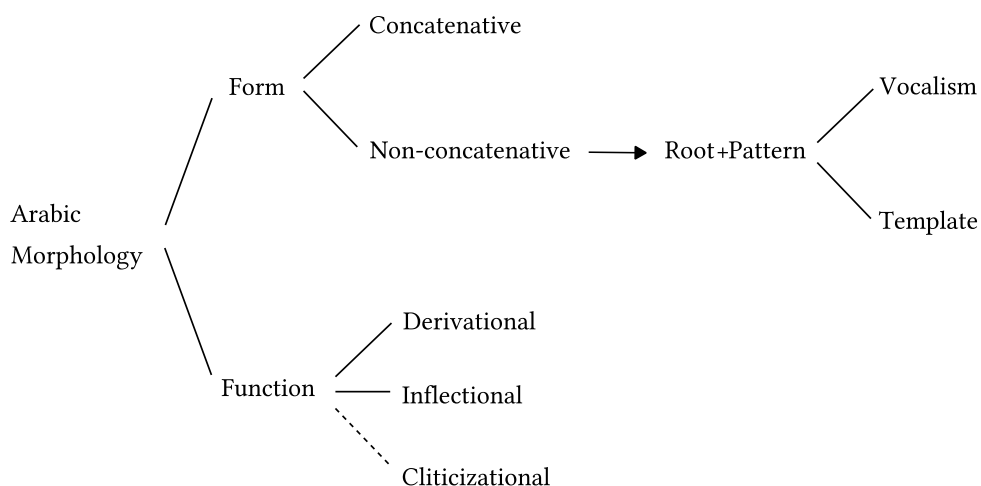 Arabic
Morphology
Form
Concatenative
Non-concatenative
Root+Pattern
Vocalism
Template
Function
Derivational
Inflectional
Cliticizational